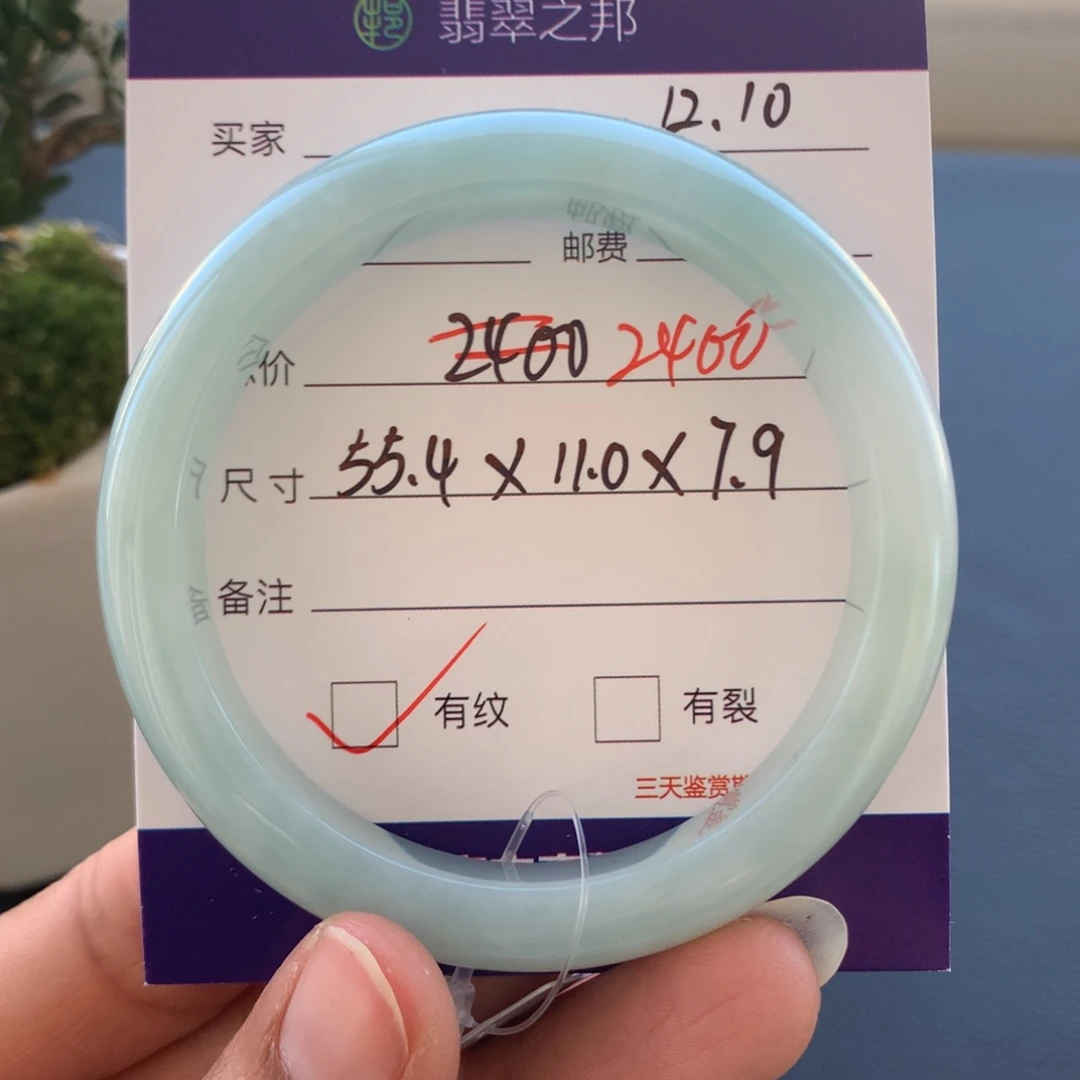 翡翠之邦
买家 12.10
邮费
价 2400 2400
尺寸 55.4 x 11.0 x 7.9
备注
有纹 有裂
三天鉴赏期